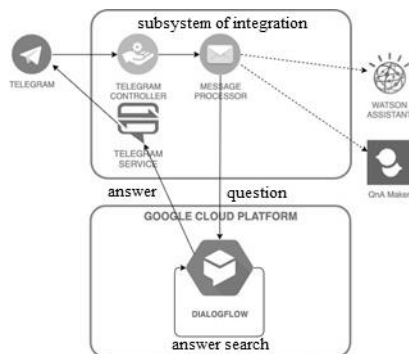 subsystem of integration
TELEGRAM
TELEGRAM
CONTROLLER
MESSAGE
PROCESSOR
WATSON
ASSISTANT
TELEGRAM
SERVICE
QnA Maker
answer
question
GOOGLE CLOUD PLATFORM
DIALOGFLOW
answer search